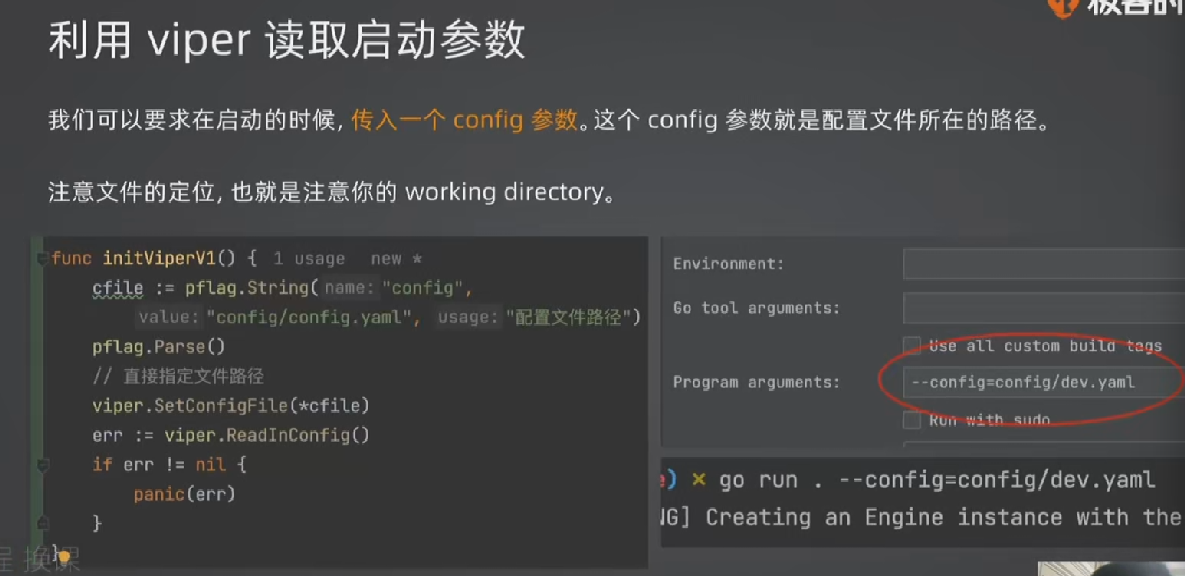 利用 viper 读取启动参数
我们可以要求在启动的时候，传入一个 config 参数。这个 config 参数就是配置文件所在的路径。
注意文件的定位，也就是注意你的 working directory。
func initViperV1() { 1 usage new *
cfile := pflag.String( name: "config",
value: "config/config.yaml", usage: "配置文件路径")
pflag.Parse()
// 直接指定文件路径
viper.SetConfigFile(*cfile)
err := viper.ReadInConfig()
if err != nil {
panic(err)
}
}
Environment:
Go tool arguments:
Use all custom build tags
Program arguments:
--config=config/dev.yaml
Run with sudo
) × go run . --config=config/dev.yaml
NG] Creating an Engine instance with the
换课